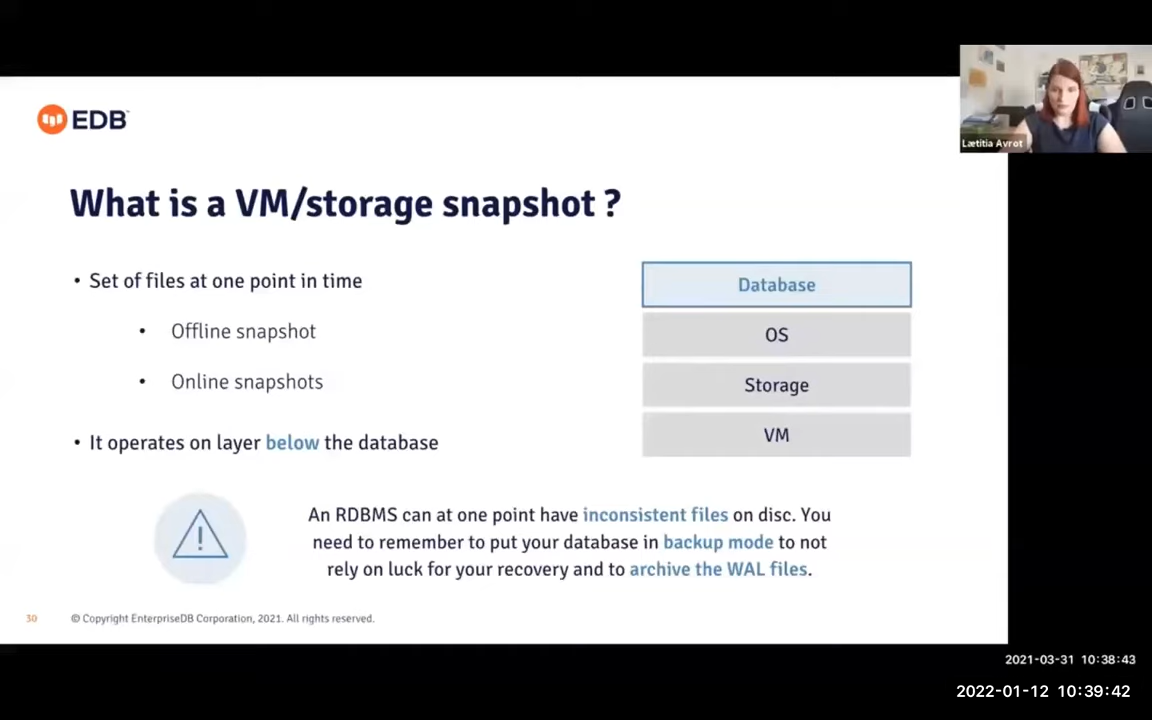 EDB
Lætitia Avrot
What is a VM/storage snapshot ?
• Set of files at one point in time
• Offline snapshot
• Online snapshots
• It operates on layer below the database
Database
OS
Storage
VM
An RDBMS can at one point have inconsistent files on disc. You
need to remember to put your database in backup mode to not
rely on luck for your recovery and to archive the WAL files.
30
© Copyright EnterpriseDB Corporation, 2021. All rights reserved.
2021-03-31 10:38:43
2022-01-12 10:39:42